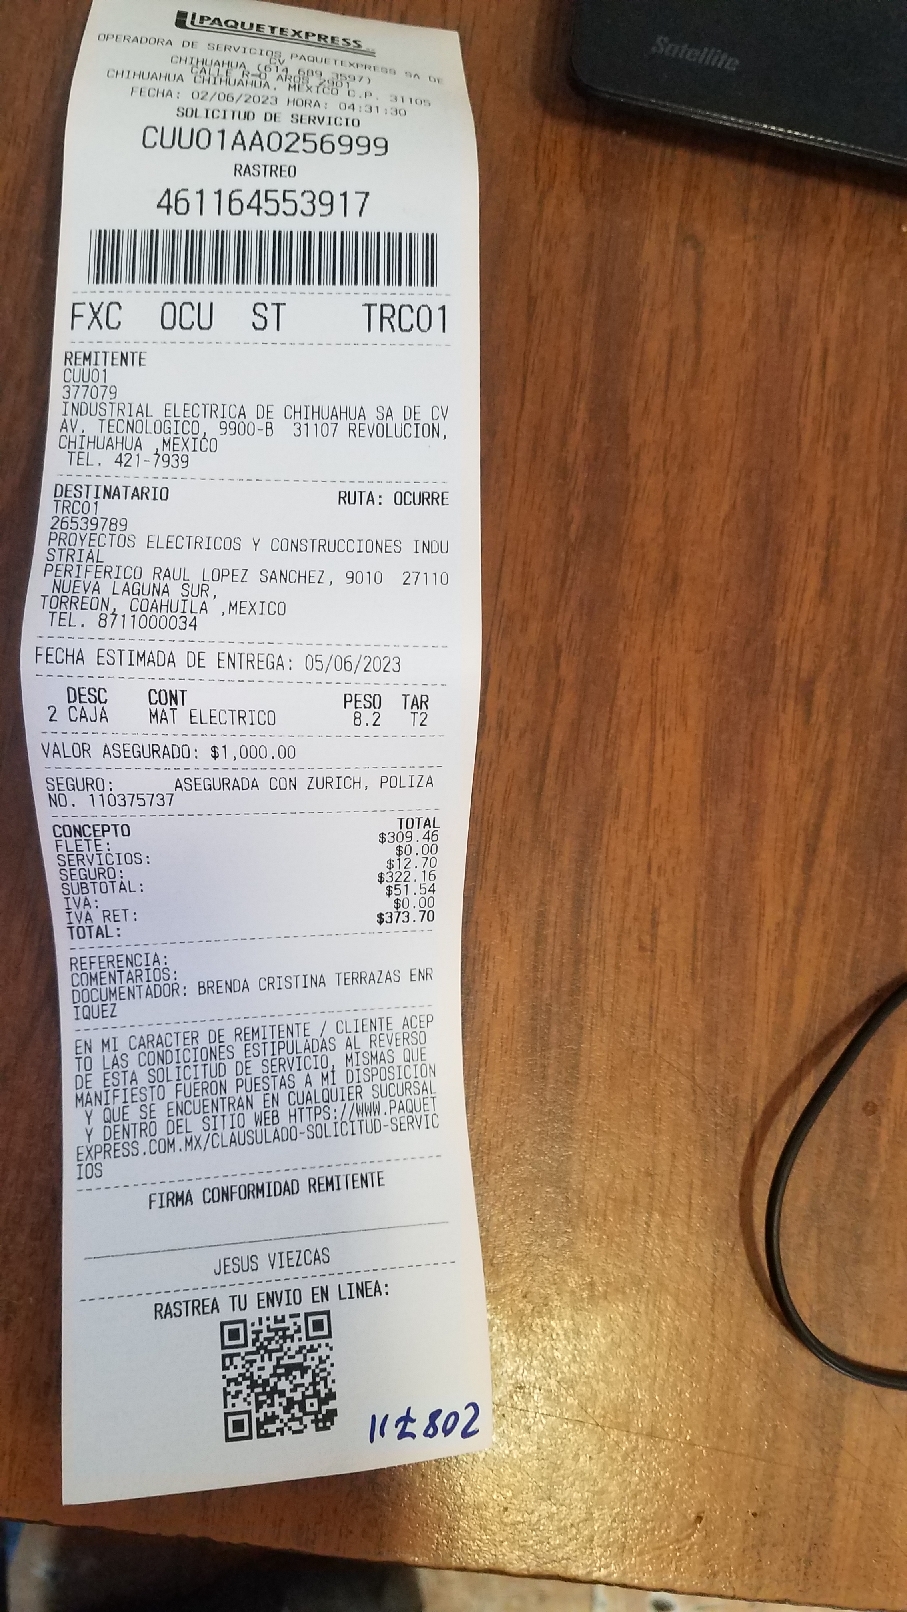 PAQUETEXPRESS
OPERADORA DE SERVICIOS PAQUETEXPRESS SA DE
CV
CHIHUAHUA (614 689 3597)
CALLE R-O AROS 2901
CHIHUAHUA CHIHUAHUA, MEXICO C.P. 31105
FECHA: 02/06/2023 HORA: 04:31:30
SOLICITUD DE SERVICIO
CUU01AA0256999
RASTREO
461164553917
FXC OCU ST TRC01
REMITENTE
CUU01
377079
INDUSTRIAL ELECTRICA DE CHIHUAHUA SA DE CV
AV. TECNOLOGICO, 9900-B 31107 REVOLUCION,
CHIHUAHUA ,MEXICO
TEL. 421-7939
DESTINATARIO RUTA: OCURRE
TRC01
26539789
PROYECTOS ELECTRICOS Y CONSTRUCCIONES INDU
STRIAL
PERIFERICO RAUL LOPEZ SANCHEZ, 9010 27110
NUEVA LAGUNA SUR,
TORREON, COAHUILA ,MEXICO
TEL. 8711000034
FECHA ESTIMADA DE ENTREGA: 05/06/2023
DESC CONT PESO TAR
2 CAJA MAT ELECTRICO 8.2 T2
VALOR ASEGURADO: $1,000.00
SEGURO: ASEGURADA CON ZURICH, POLIZA
NO. 110375737
CONCEPTO TOTAL
FLETE: $309.46
SERVICIOS: $0.00
SEGURO: $12.70
SUBTOTAL: $322.16
IVA: $51.54
IVA RET: $0.00
TOTAL: $373.70
REFERENCIA:
COMENTARIOS:
DOCUMENTADOR: BRENDA CRISTINA TERRAZAS ENR
IQUEZ
EN MI CARACTER DE REMITENTE / CLIENTE ACEP
TO LAS CONDICIONES ESTIPULADAS AL REVERSO
DE ESTA SOLICITUD DE SERVICIO, MISMAS QUE
MANIFIESTO FUERON PUESTAS A MI DISPOSICION
Y QUE SE ENCUENTRAN EN CUALQUIER SUCURSAL
Y DENTRO DEL SITIO WEB HTTPS://WWW.PAQUET
EXPRESS.COM.MX/CLAUSULADO-SOLICITUD-SERVIC
IOS
FIRMA CONFORMIDAD REMITENTE
JESUS VIEZCAS
RASTREA TU ENVIO EN LINEA:
Satellite